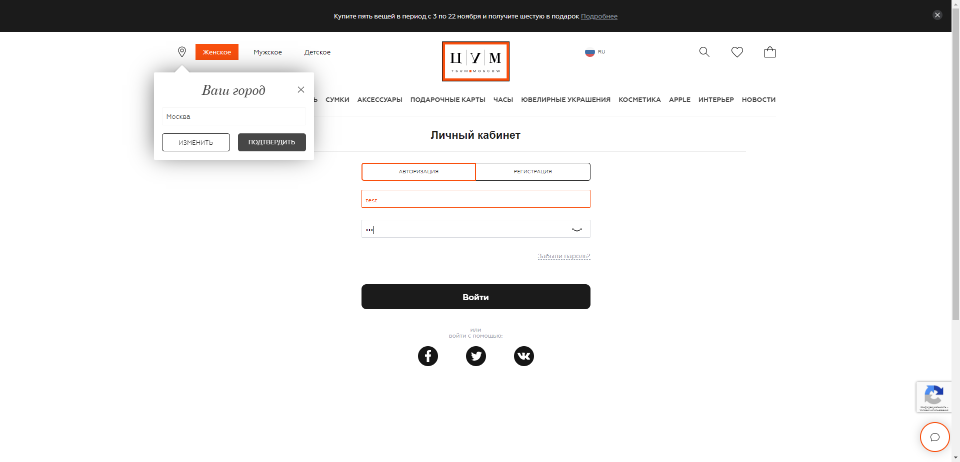 Купите пять вещей в период с 3 по 22 ноября и получите шестую в подарок Подробнее
Женское Мужское Детское
ЦУМ
RU
Ваш город
Москва
ИЗМЕНИТЬ ПОДТВЕРДИТЬ
СУМКИ АКСЕССУАРЫ ПОДАРОЧНЫЕ КАРТЫ ЧАСЫ ЮВЕЛИРНЫЕ УКРАШЕНИЯ КОСМЕТИКА APPLE ИНТЕРЬЕР НОВОСТИ
Личный кабинет
АВТОРИЗАЦИЯ РЕГИСТРАЦИЯ
Забыли пароль?
Войти
или
войти с помощью: